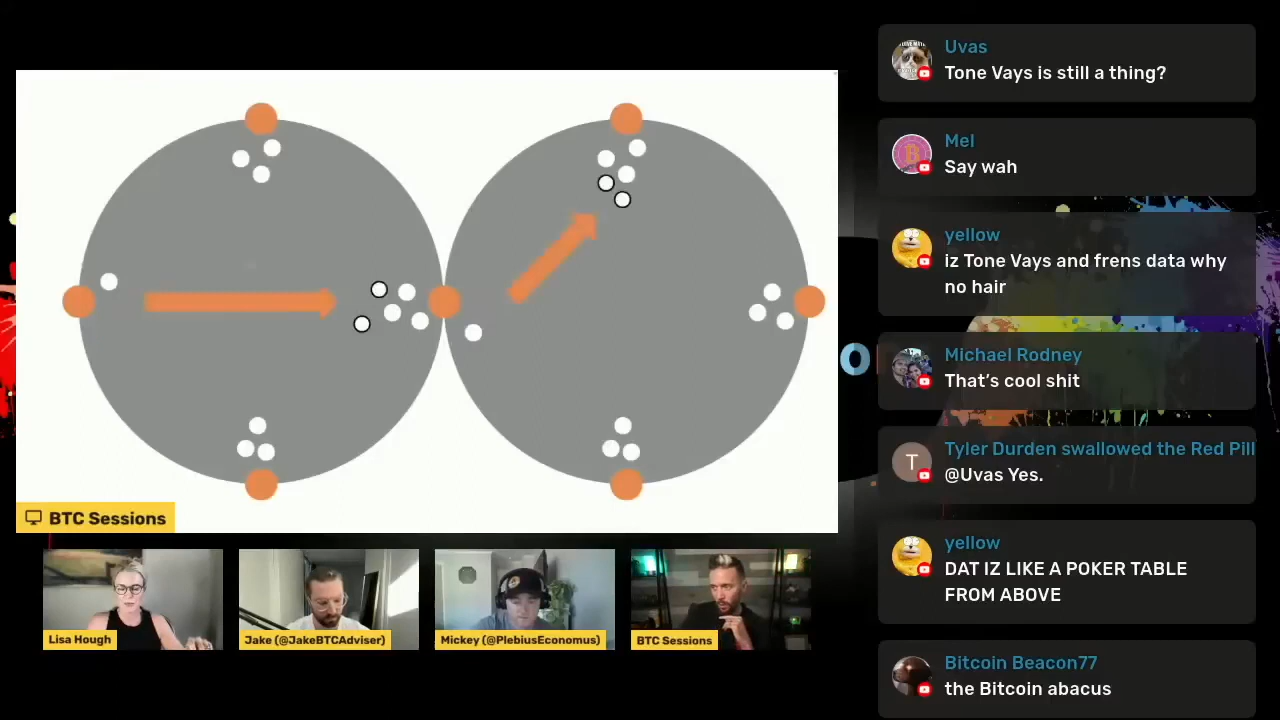 BTC Sessions
Lisa Hough
Jake (@JakeBTCAdviser)
Mickey (@PlebiusEconomus)
BTC Sessions
Uvas
Tone Vays is still a thing?
Mel
Say wah
yellow
iz Tone Vays and frens data why
no hair
Michael Rodney
That’s cool shit
Tyler Durden swallowed the Red Pill
T
@Uvas Yes.
yellow
DAT IZ LIKE A POKER TABLE
FROM ABOVE
Bitcoin Beacon77
the Bitcoin abacus